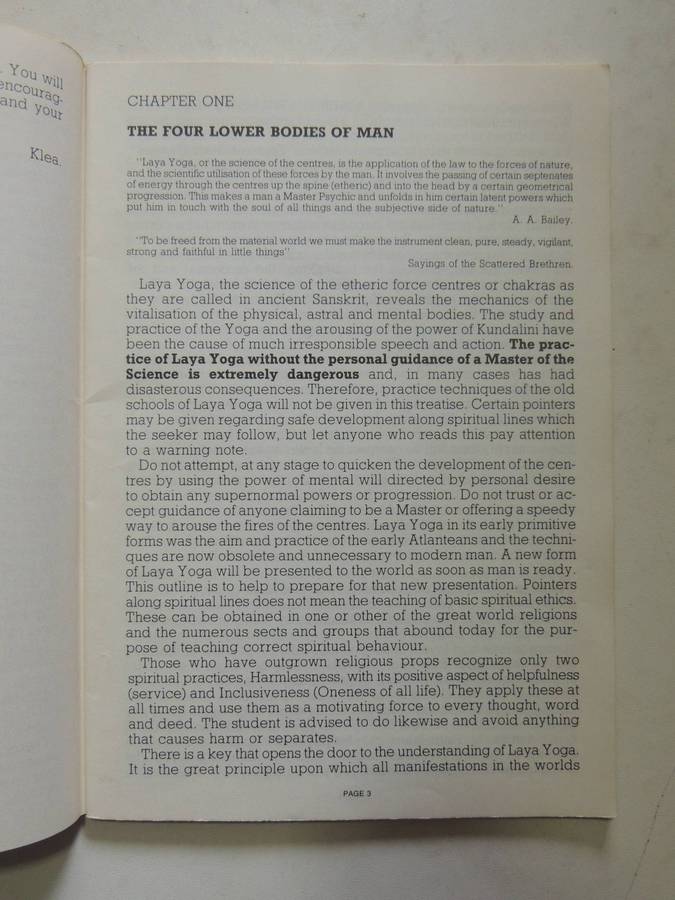 . You will
encourag-
and your
Klea.
CHAPTER ONE
THE FOUR LOWER BODIES OF MAN
"Laya Yoga, or the science of the centres, is the application of the law to the forces of nature,
and the scientific utilisation of these forces by the man. It involves the passing of certain septenates
of energy through the centres up the spine (etheric) and into the head by a certain geometrical
progression. This makes a man a Master Psychic and unfolds in him certain latent powers which
put him in touch with the soul of all things and the subjective side of nature."
A. A. Bailey.
"To be freed from the material world we must make the instrument clean, pure, steady, vigilant,
strong and faithful in little things"
Sayings of the Scattered Brethren.
Laya Yoga, the science of the etheric force centres or chakras as
they are called in ancient Sanskrit, reveals the mechanics of the
vitalisation of the physical, astral and mental bodies. The study and
practice of the Yoga and the arousing of the power of Kundalini have
been the cause of much irresponsible speech and action. The prac-
tice of Laya Yoga without the personal guidance of a Master of the
Science is extremely dangerous and, in many cases has had
disasterous consequences. Therefore, practice techniques of the old
schools of Laya Yoga will not be given in this treatise. Certain pointers
may be given regarding safe development along spiritual lines which
the seeker may follow, but let anyone who reads this pay attention
to a warning note.
Do not attempt, at any stage to quicken the development of the cen-
tres by using the power of mental will directed by personal desire
to obtain any supernormal powers or progression. Do not trust or ac-
cept guidance of anyone claiming to be a Master or offering a speedy
way to arouse the fires of the centres. Laya Yoga in its early primitive
forms was the aim and practice of the early Atlanteans and the techni-
ques are now obsolete and unnecessary to modern man. A new form
of Laya Yoga will be presented to the world as soon as man is ready.
This outline is to help to prepare for that new presentation. Pointers
along spiritual lines does not mean the teaching of basic spiritual ethics.
These can be obtained in one or other of the great world religions
and the numerous sects and groups that abound today for the pur-
pose of teaching correct spiritual behaviour.
Those who have outgrown religious props recognize only two
spiritual practices, Harmlessness, with its positive aspect of helpfulness
(service) and Inclusiveness (Oneness of all life). They apply these at
all times and use them as a motivating force to every thought, word
and deed. The student is advised to do likewise and avoid anything
that causes harm or separates.
There is a key that opens the door to the understanding of Laya Yoga.
It is the great principle upon which all manifestations in the worlds
PAGE 3